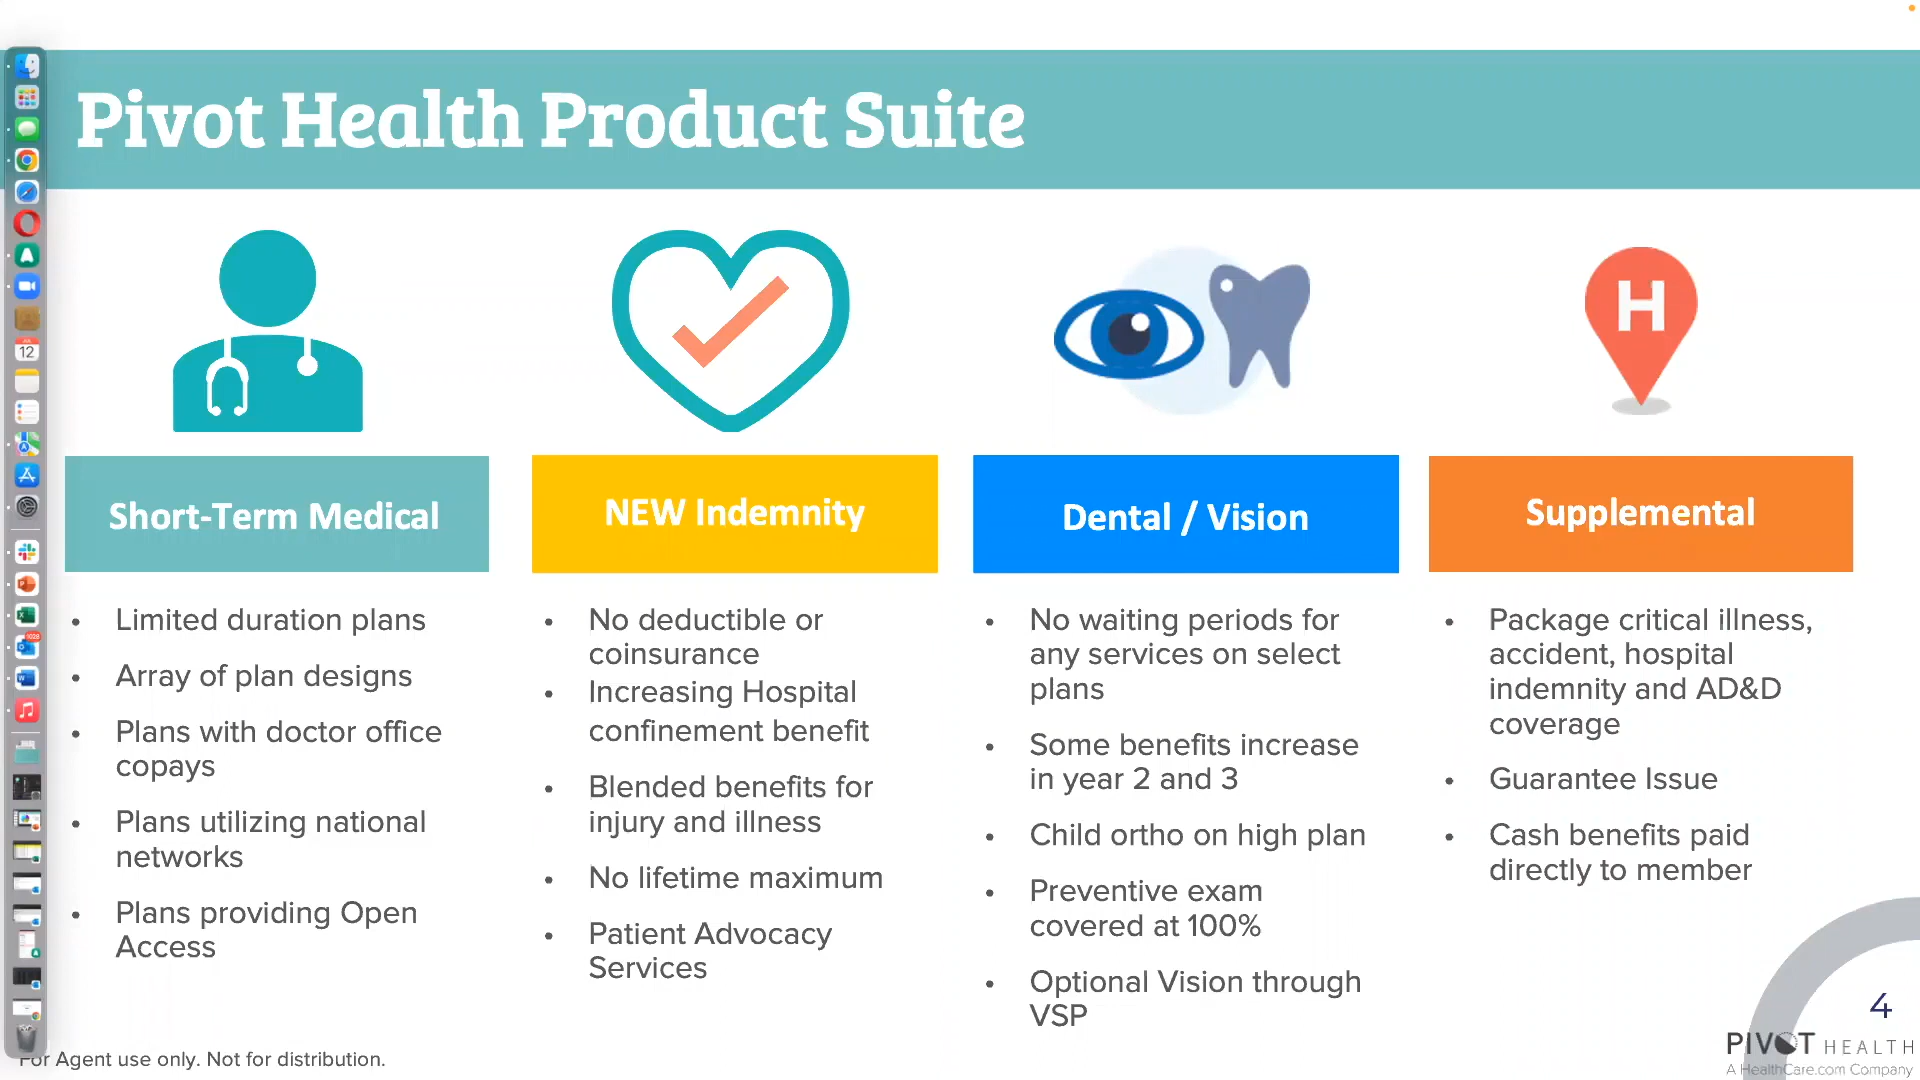 Pivot Health Product Suite
H
Short-Term Medical
• Limited duration plans
• Array of plan designs
• Plans with doctor office
copays
• Plans utilizing national
networks
• Plans providing Open
Access
NEW Indemnity
• No deductible or
coinsurance
• Increasing Hospital
confinement benefit
• Blended benefits for
injury and illness
• No lifetime maximum
• Patient Advocacy
Services
Dental / Vision
• No waiting periods for
any services on select
plans
• Some benefits increase
in year 2 and 3
• Child ortho on high plan
• Preventive exam
covered at 100%
• Optional Vision through
VSP
Supplemental
• Package critical illness,
accident, hospital
indemnity and AD&D
coverage
• Guarantee Issue
• Cash benefits paid
directly to member
12
1028
For Agent use only. Not for distribution.
4
PIVOT HEALTH
A HealthCare.com Company